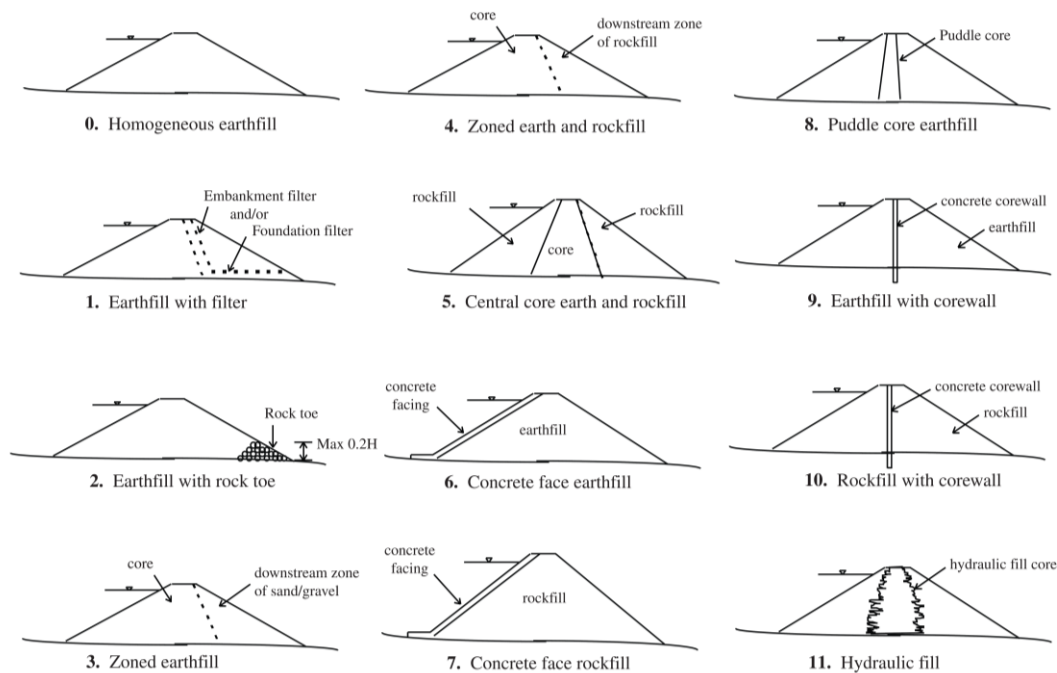 core
downstream zone
of rockfill
Puddle core
0. Homogeneous earthfill
4. Zoned earth and rockfill
8. Puddle core earthfill
Embankment filter
and/or
Foundation filter
rockfill
rockfill
core
concrete corewall
earthfill
1. Earthfill with filter
5. Central core earth and rockfill
9. Earthfill with corewall
Rock toe
Max 0.2H
concrete
facing
earthfill
concrete corewall
rockfill
2. Earthfill with rock toe
6. Concrete face earthfill
10. Rockfill with corewall
core
downstream zone
of sand/gravel
concrete
facing
rockfill
hydraulic fill core
3. Zoned earthfill
7. Concrete face rockfill
11. Hydraulic fill